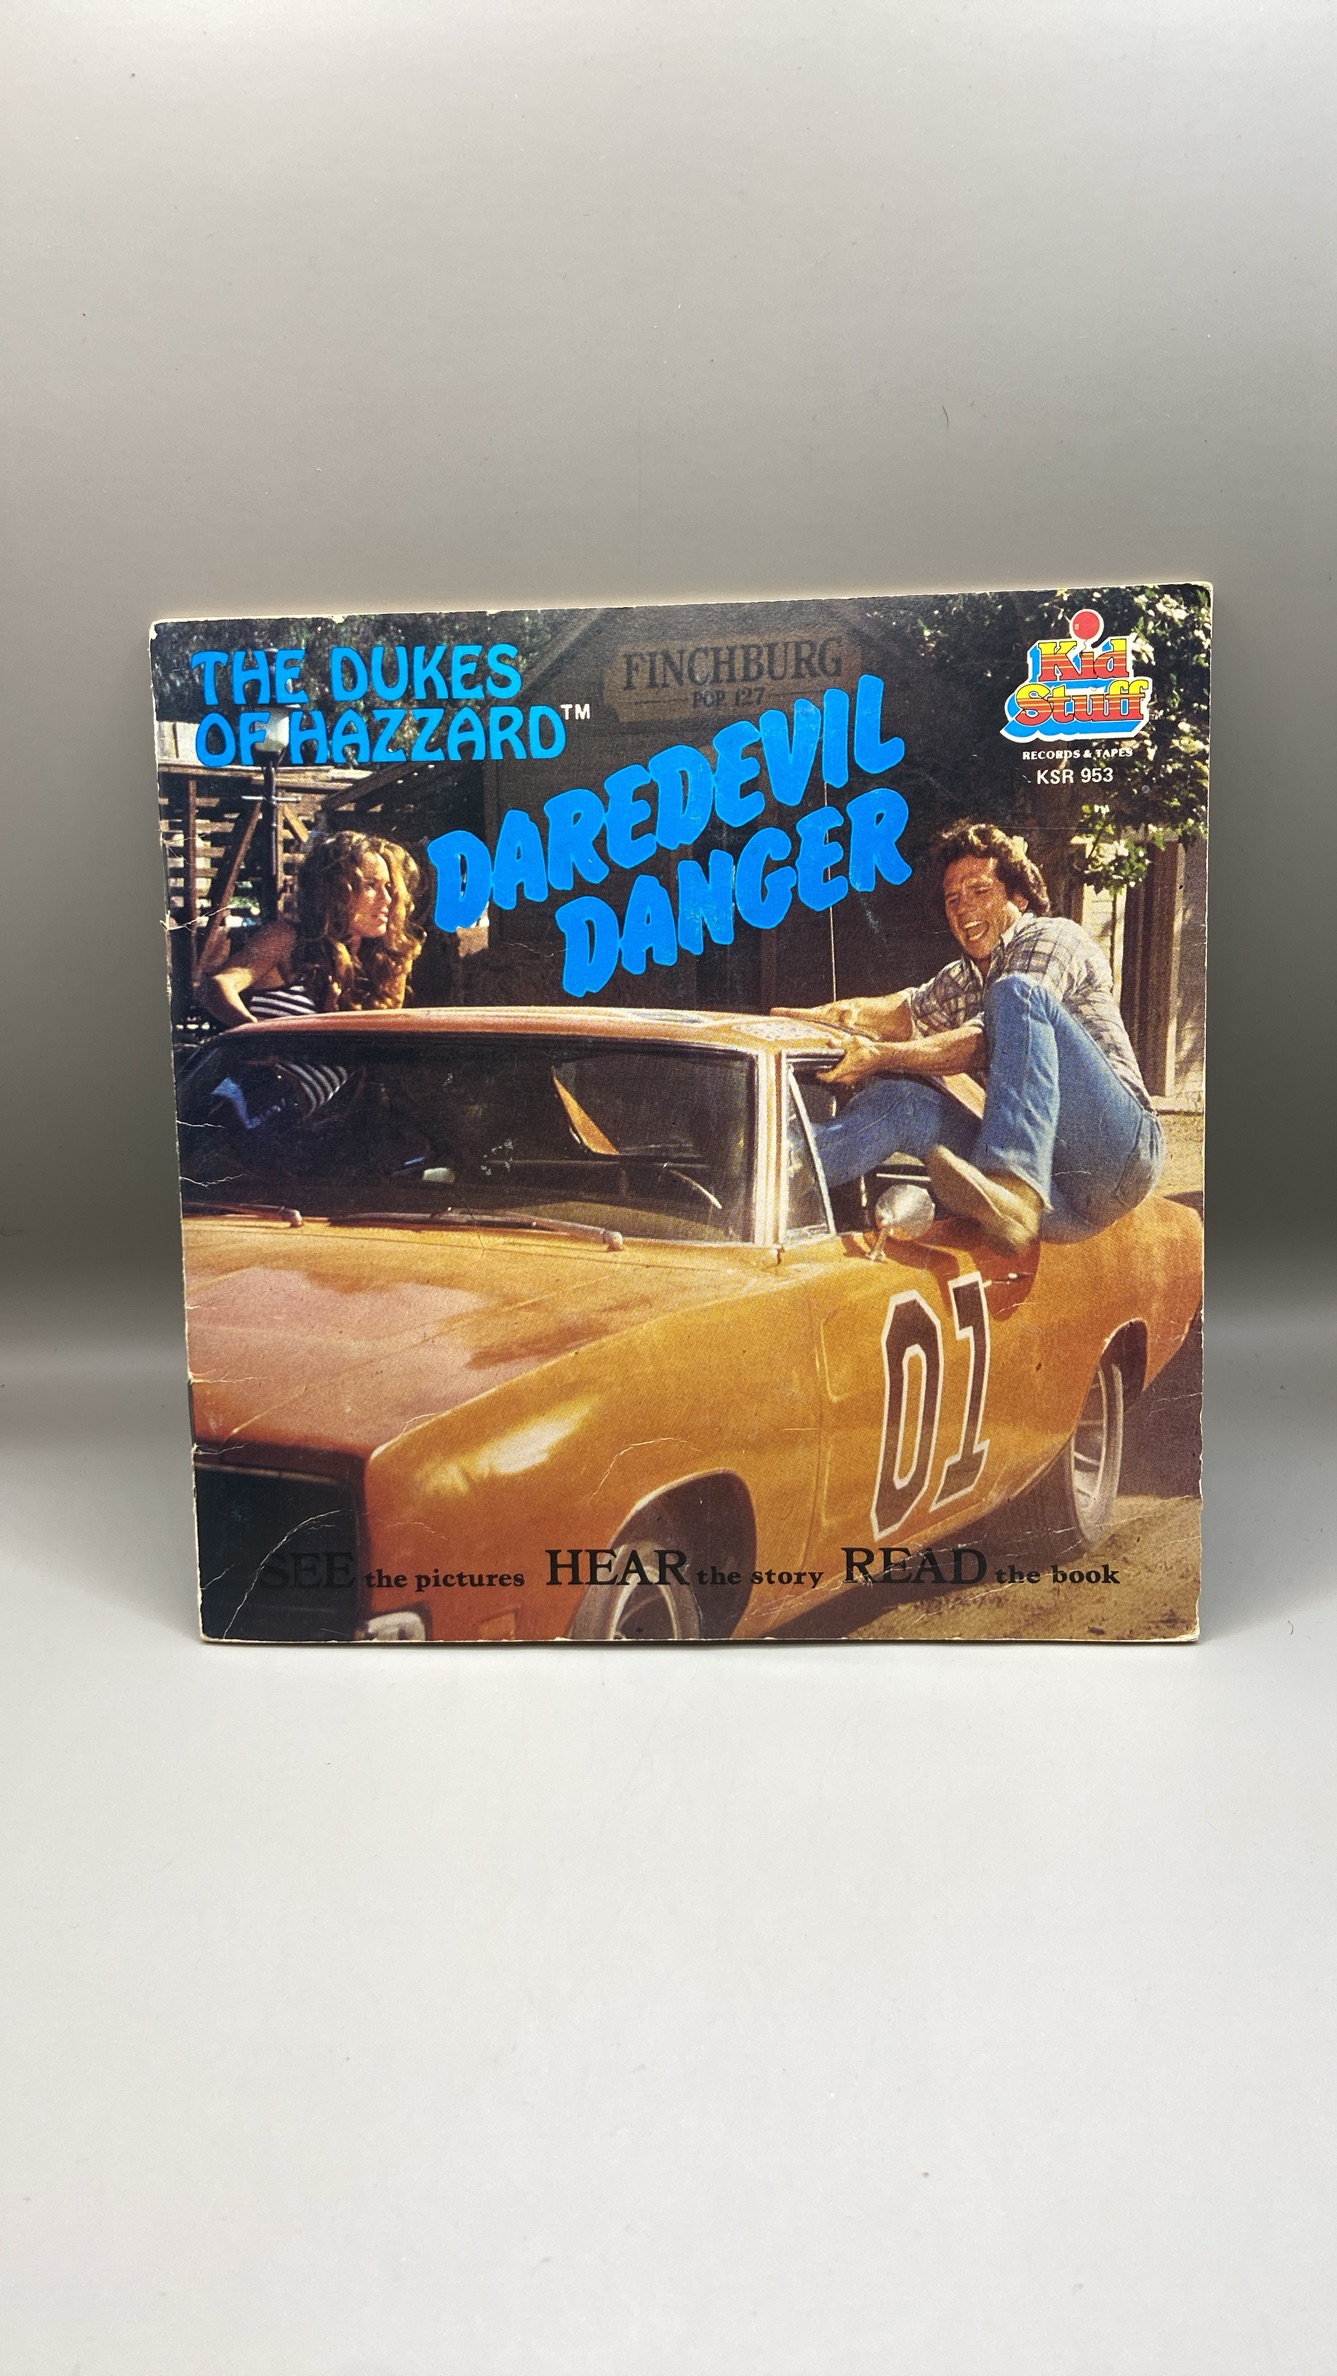 THE DUKES
OF HAZZARD™
FINCHBURG
POP. 127
DAREDEVIL
DANGER
Kid
Stuff
RECORDS & TAPES
KSR 953
01
SEE the pictures HEAR the story READ the book